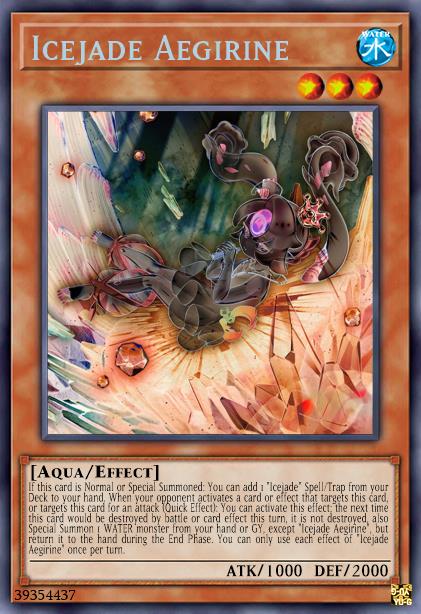 Icejade Aegirine
WATER
水
[Aqua/Effect]
If this card is Normal or Special Summoned: You can add 1 "Icejade" Spell/Trap from your
Deck to your hand. When your opponent activates a card or effect that targets this card,
or targets this card for an attack (Quick Effect): You can activate this effect; the next time
this card would be destroyed by battle or card effect this turn, it is not destroyed, also
Special Summon 1 WATER monster from your hand or GY, except "Icejade Aegirine", but
return it to the hand during the End Phase. You can only use each effect of "Icejade
Aegirine" once per turn.
ATK/1000 DEF/2000
39354437